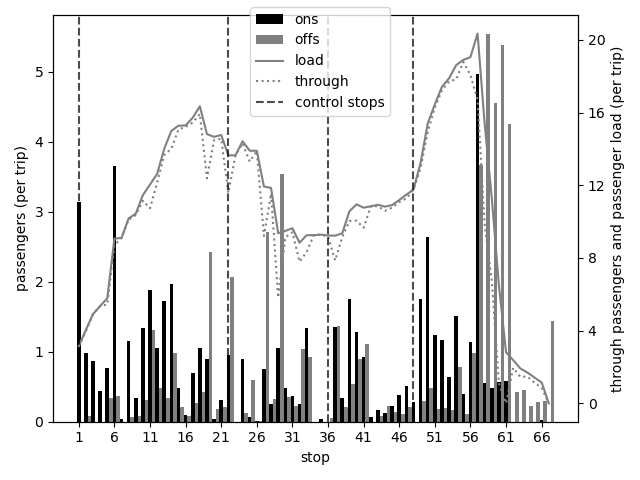 ons
offs
load
through
control stops
passengers (per trip)
0
1
2
3
4
5
through and passenger load (per trip)
0
4
8
12
16
20
1 6 11 16 21 26 31 36 41 46 51 56 61 66
stop